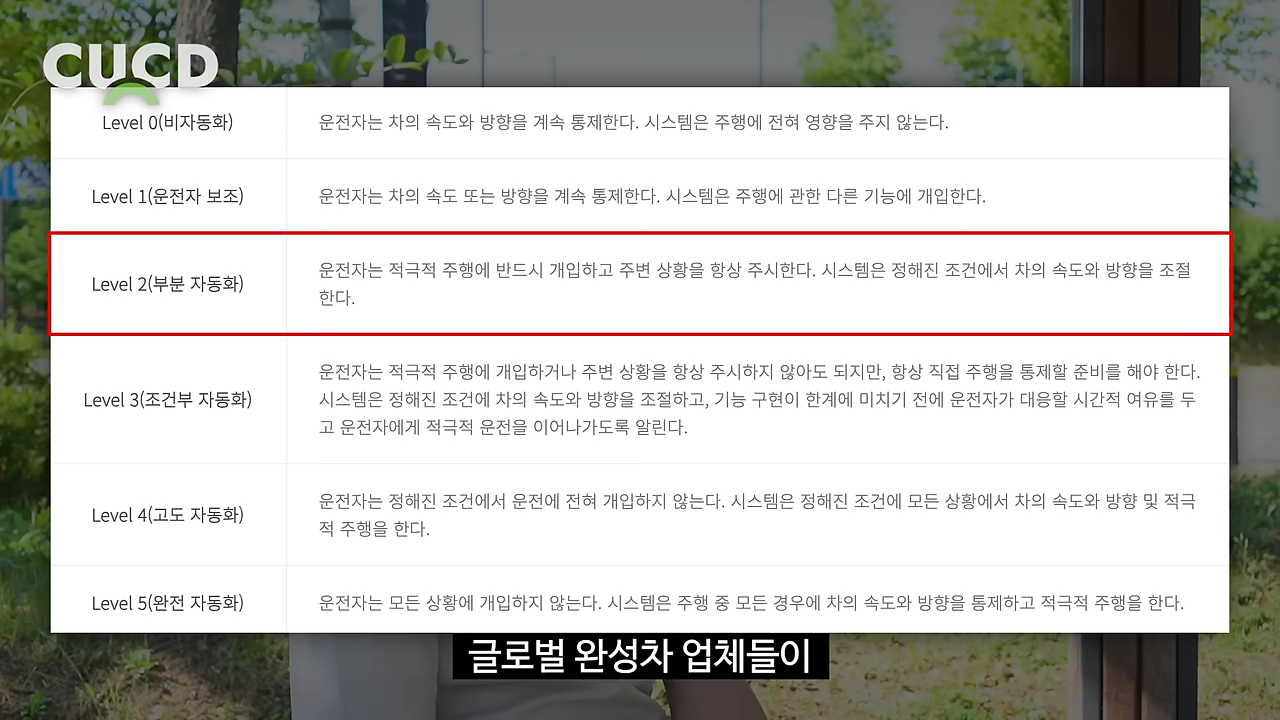 CUCD
Level 0(비자동화)
운전자는 차의 속도와 방향을 계속 통제한다. 시스템은 주행에 전혀 영향을 주지 않는다.
Level 1(운전자 보조)
운전자는 차의 속도 또는 방향을 계속 통제한다. 시스템은 주행에 관한 다른 기능에 개입한다.
Level 2(부분 자동화)
운전자는 적극적 주행에 반드시 개입하고 주변 상황을 항상 주시한다. 시스템은 정해진 조건에서 차의 속도와 방향을 조절
한다.
Level 3(조건부 자동화)
운전자는 적극적 주행에 개입하거나 주변 상황을 항상 주시하지 않아도 되지만, 항상 직접 주행을 통제할 준비를 해야 한다.
시스템은 정해진 조건에 차의 속도와 방향을 조절하고, 기능 구현이 한계에 미치기 전에 운전자가 대응할 시간적 여유를 두
고 운전자에게 적극적 운전을 이어나가도록 알린다.
Level 4(고도 자동화)
운전자는 정해진 조건에서 운전에 전혀 개입하지 않는다. 시스템은 정해진 조건에 모든 상황에서 차의 속도와 방향 및 적극
적 주행을 한다.
Level 5(완전 자동화)
운전자는 모든 상황에 개입하지 않는다. 시스템은 주행 중 모든 경우에 차의 속도와 방향을 통제하고 적극적 주행을 한다.
글로벌 완성차 업체들이